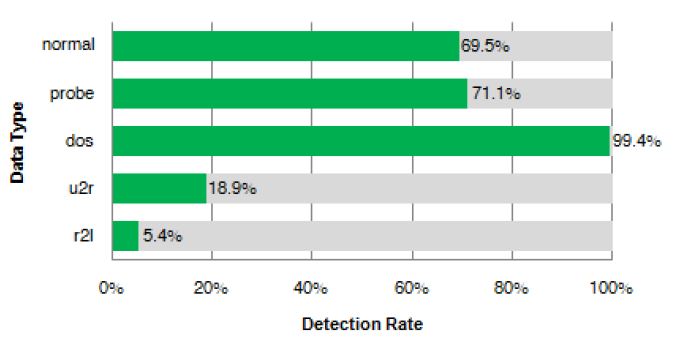 normal 69.5%
probe 71.1%
dos 99.4%
u2r 18.9%
r2l 5.4%
Data Type
0% 20% 40% 60% 80% 100%
Detection Rate